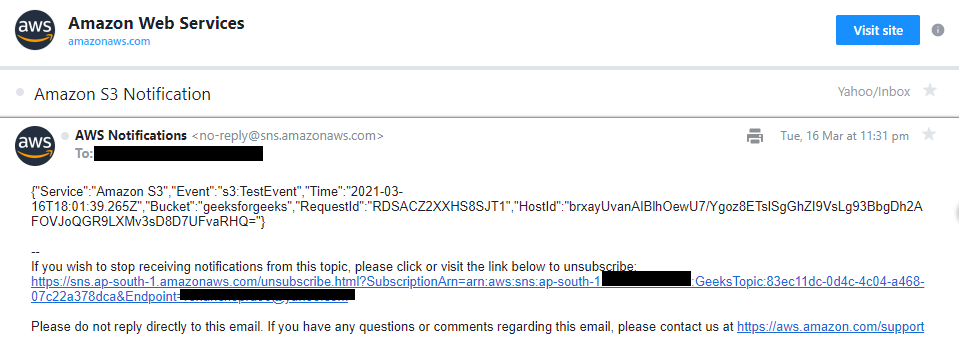 aws
Amazon Web Services
amazonaws.com
Visit site
Amazon S3 Notification
Yahoo/Inbox
aws
AWS Notifications <no-reply@sns.amazonaws.com>
Tue, 16 Mar at 11:31 pm
To:
{"Service":"Amazon S3","Event":"s3:TestEvent","Time":"2021-03-
16T18:01:39.265Z","Bucket":"geeksforgeeks","RequestId":"RDSACZ2XXHS8SJT1","HostId":"brxayUvanAIBlhOewU7/Ygoz8ETslSgGhZI9VsLg93BbgDh2A
FOVJoQGR9LXMv3sD8D7UFvaRHQ="}
--
If you wish to stop receiving notifications from this topic, please click or visit the link below to unsubscribe:
https://sns.ap-south-1.amazonaws.com/unsubscribe.html?SubscriptionArn=arn:aws:sns:ap-south-1 :GeeksTopic:83ec11dc-0d4c-4c04-a468-
07c22a378dca&Endpoint=
Please do not reply directly to this email. If you have any questions or comments regarding this email, please contact us at https://aws.amazon.com/support